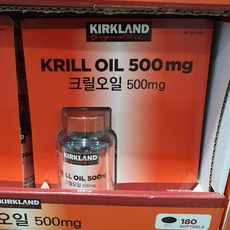 KIRKLAND
Signature
KRILL OIL 500mg
크릴오일 500mg
KIRKLAND
KRILL OIL 500mg
크릴오일 500mg
KIRKLAND
오일 500mg
180
SOFTGELS